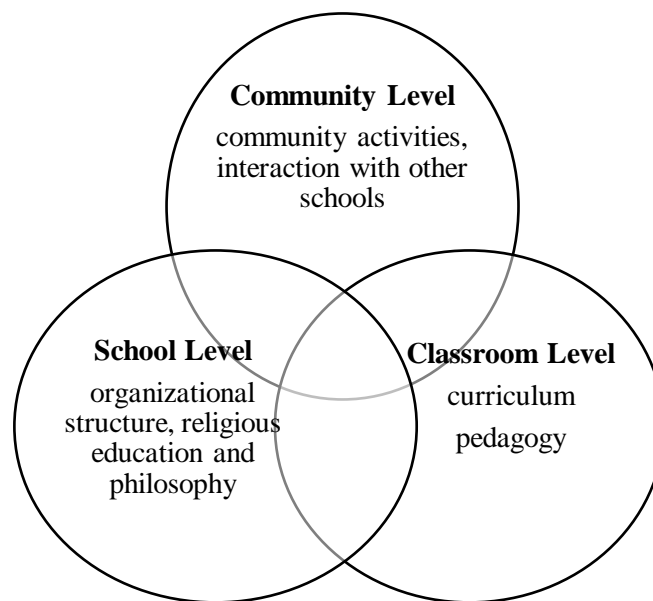 Community Level
community activities,
interaction with other
schools
School Level
organizational
structure, religious
education and
philosophy
Classroom Level
curriculum
pedagogy